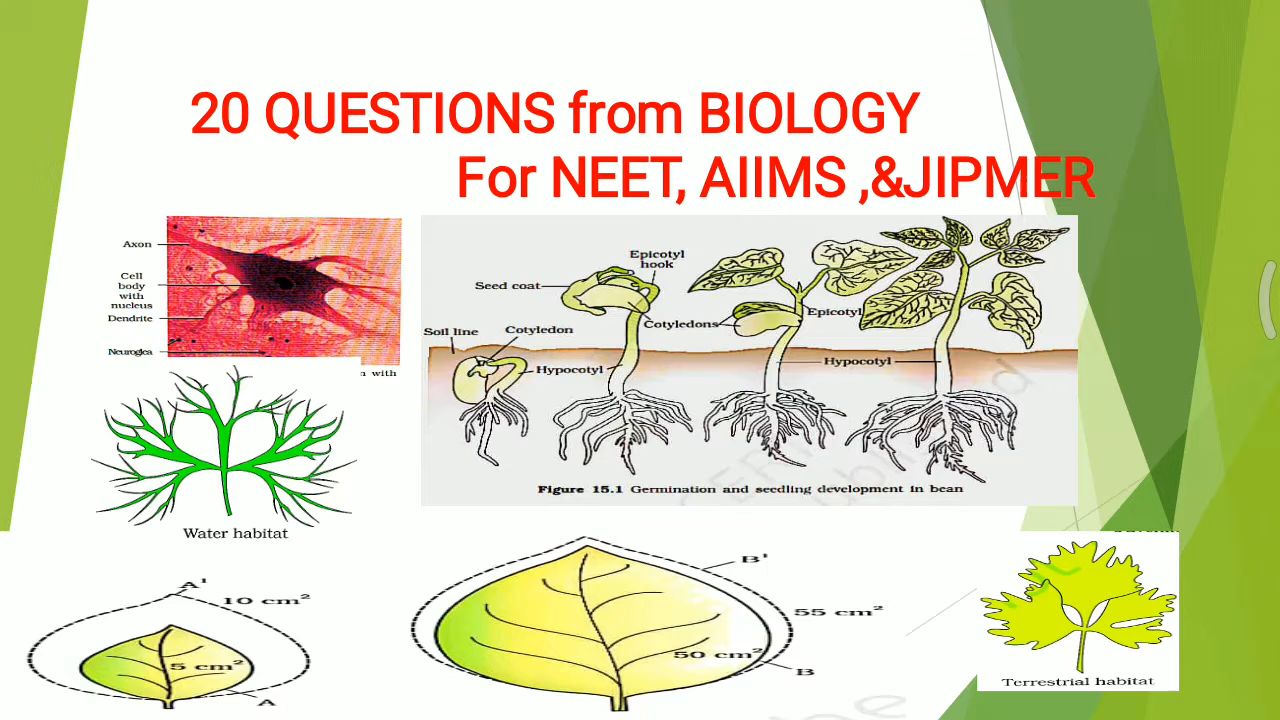 20 QUESTIONS from BIOLOGY
For NEET, AIIMS ,&JIPMER
Axon
Cell
body
with
nucleus
Dendrite
Neuroglea
n with
Epicotyl
hook
Seed coat
Soil line
Cotyledon
Cotyledons
Epicotyl
Hypocotyl
Hypocotyl
Figure 15.1 Germination and seedling development in bean
Water habitat
A¹
10 cm²
5 cm²
A
B¹
55 cm²
50 cm²
B
Terrestrial habitat